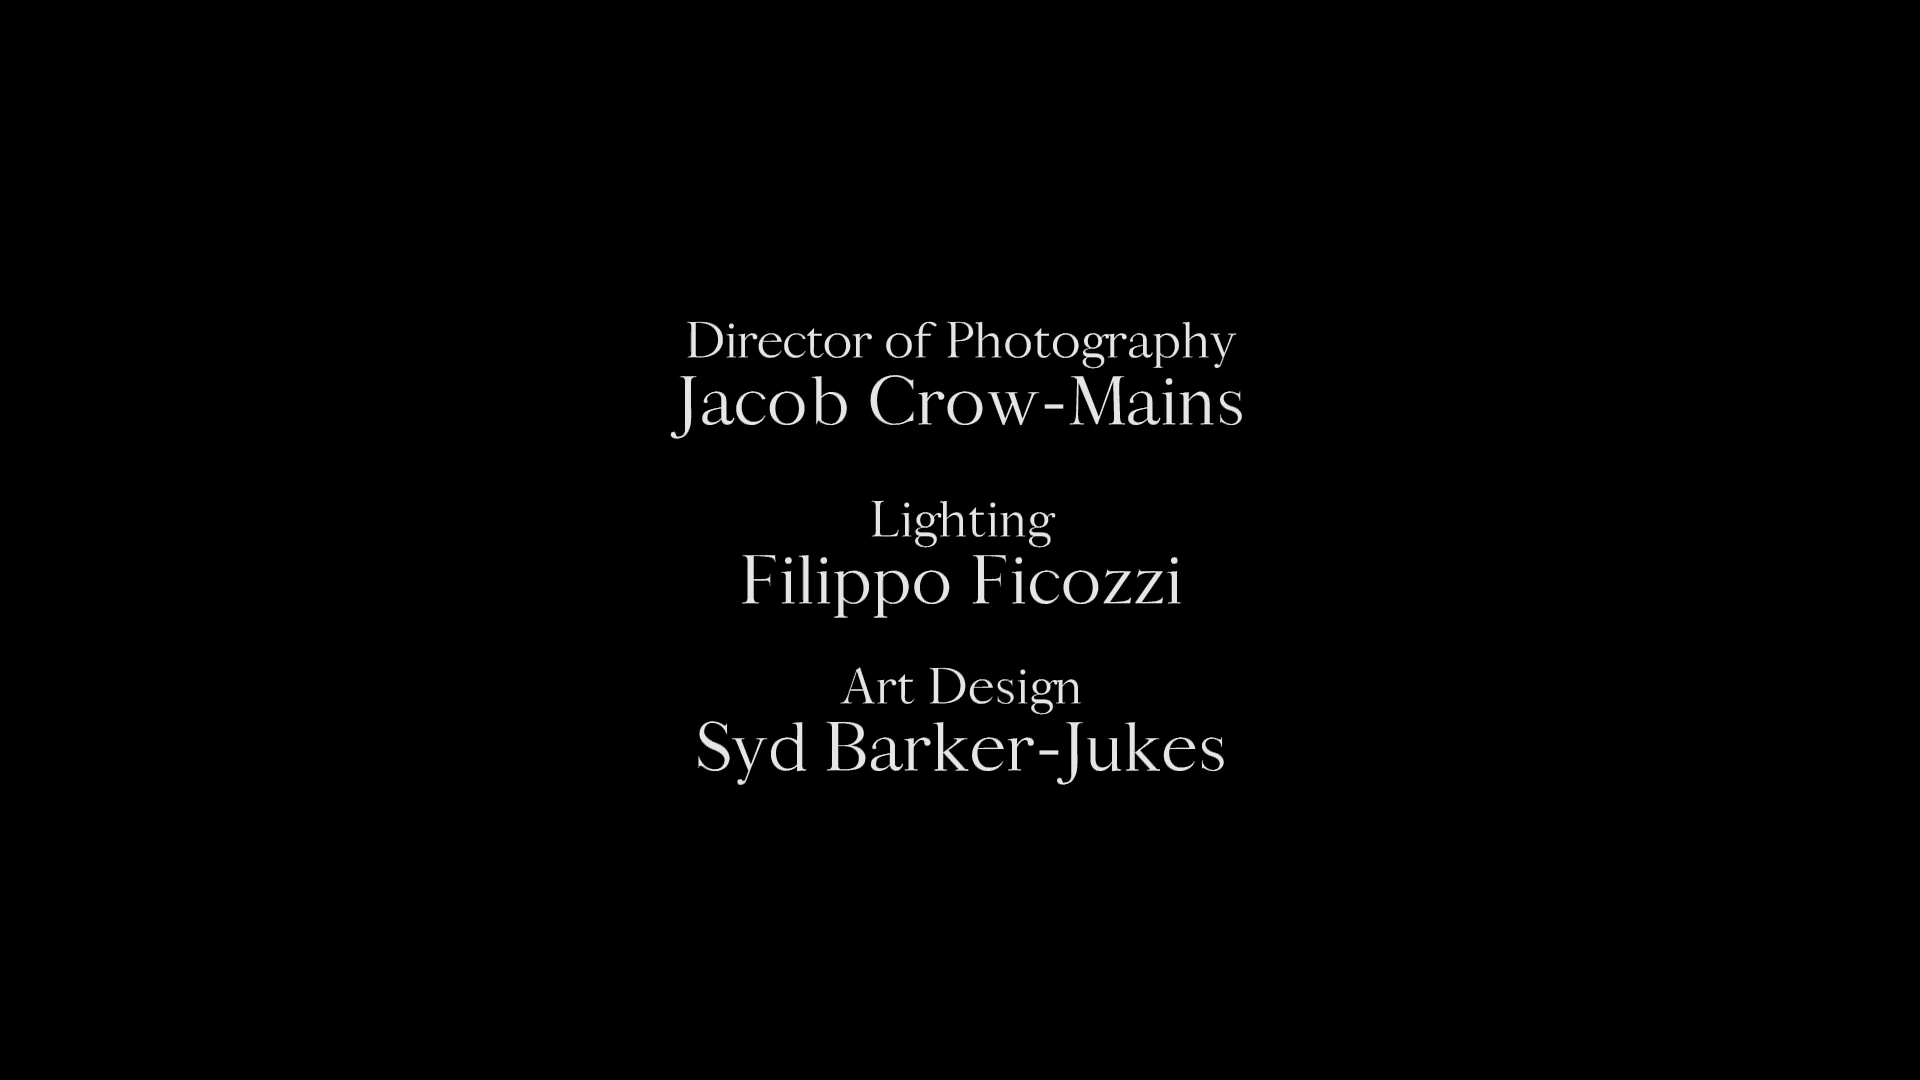 Director of Photography
Jacob Crow-Mains
Lighting
Filippo Ficozzi
Art Design
Syd Barker-Jukes